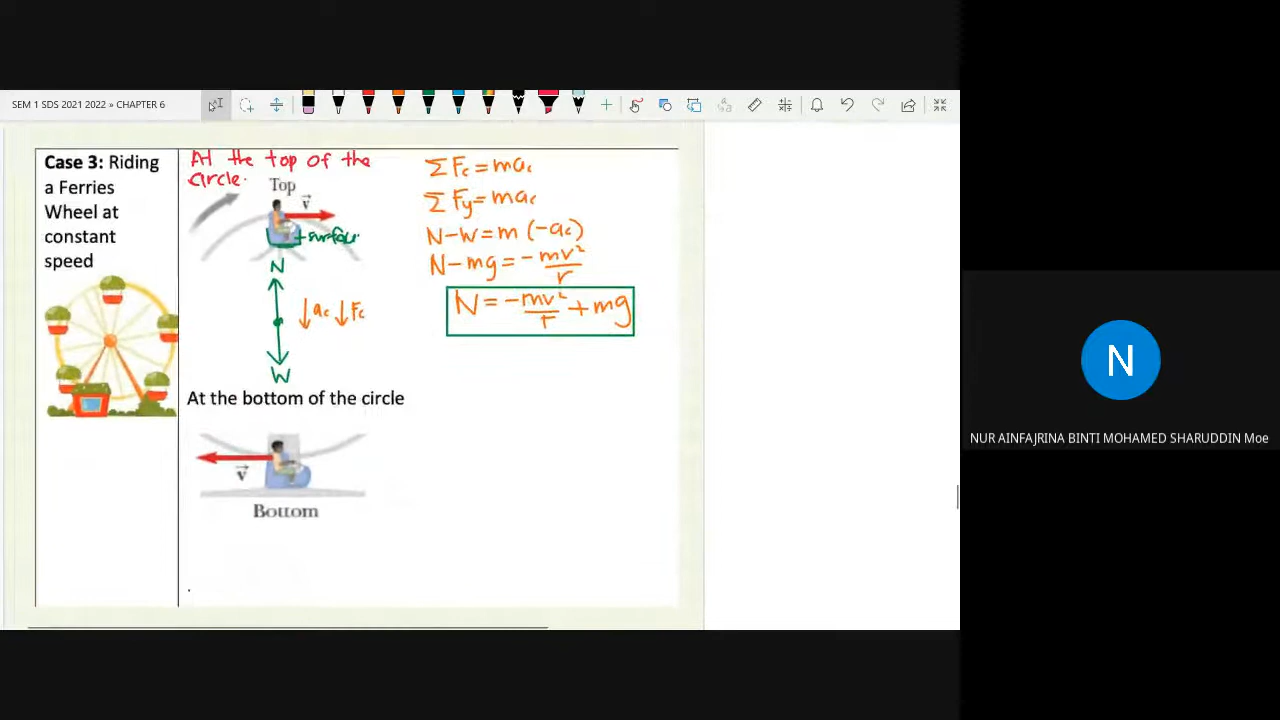 SEM 1 SDS 2021 2022 » CHAPTER 6
Case 3: Riding
a Ferries
Wheel at
constant
speed
At the top of the
circle.
Top
v⃗
surface
N
↓ac ↓Fc
W
ΣFc = mac
ΣFy = mac
N-W = m (-ac)
N-mg = -mv²/r
N = -mv²/r + mg
At the bottom of the circle
v⃗
Bottom
N
NUR AINFAJRINA BINTI MOHAMED SHARUDDIN Moe